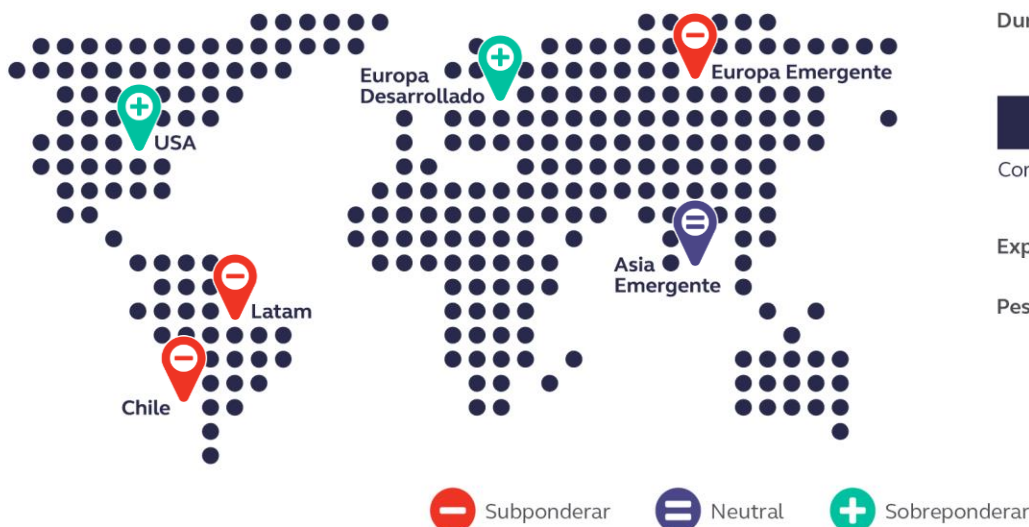 Europa
Desarrollado
Europa Emergente
USA
Asia
Emergente
Latam
Chile
Subponderar
Neutral
Sobreponderar